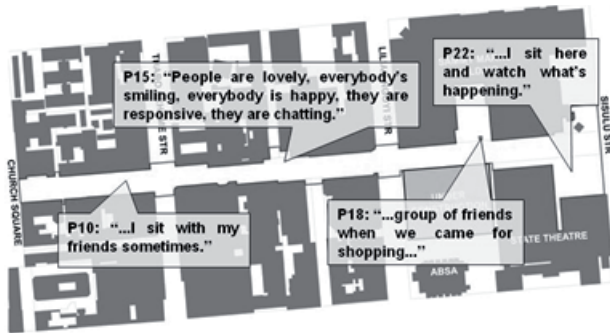 P15: “People are lovely, everybody’s
smiling, everybody is happy, they are
responsive, they are chatting.”
P22: “...I sit here
and watch what’s
happening.”
P10: “...I sit with my
friends sometimes.”
P18: “...group of friends
when we came for
shopping...”
CHURCH SQUARE
STR
STR
SISULU STR
STATE THEATRE
ABSA